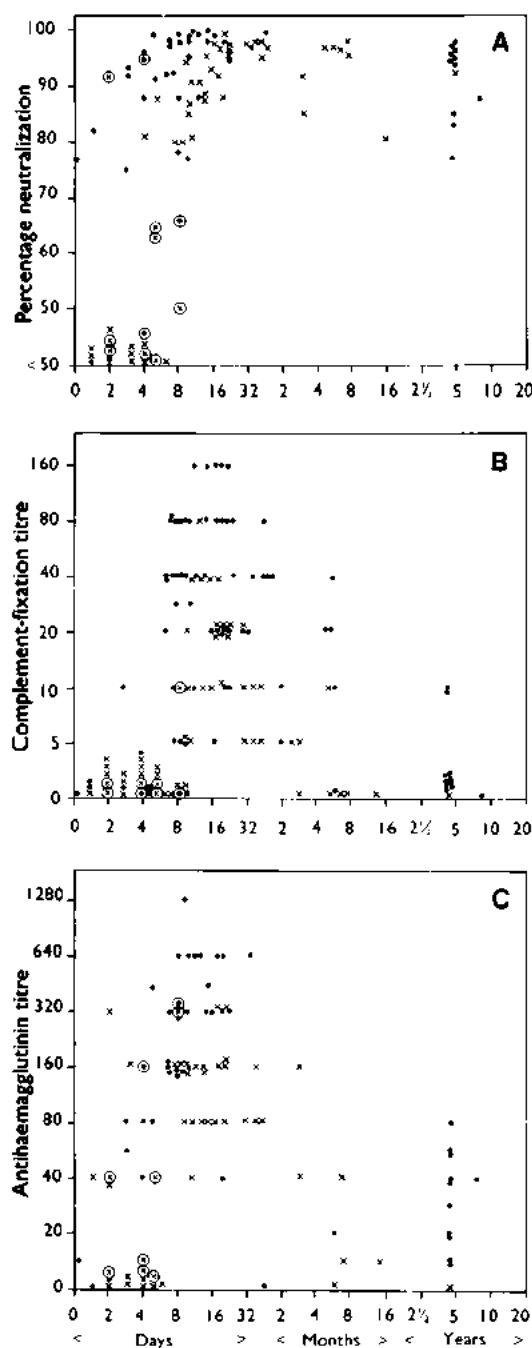 A
Percentage neutralization
100
90
80
70
60
50
< 50
0 2 4 8 16 32 2 4 8 16 2½ 5 10 20
B
Complement-fixation titre
160
80
40
20
10
5
0
0 2 4 8 16 32 2 4 8 16 2½ 5 10 20
C
Antihaemagglutinin titre
1280
640
320
160
80
40
20
10
0
0 2 4 8 16 32 2 4 8 16 2½ 5 10 20
< Days > < Months > < Years >